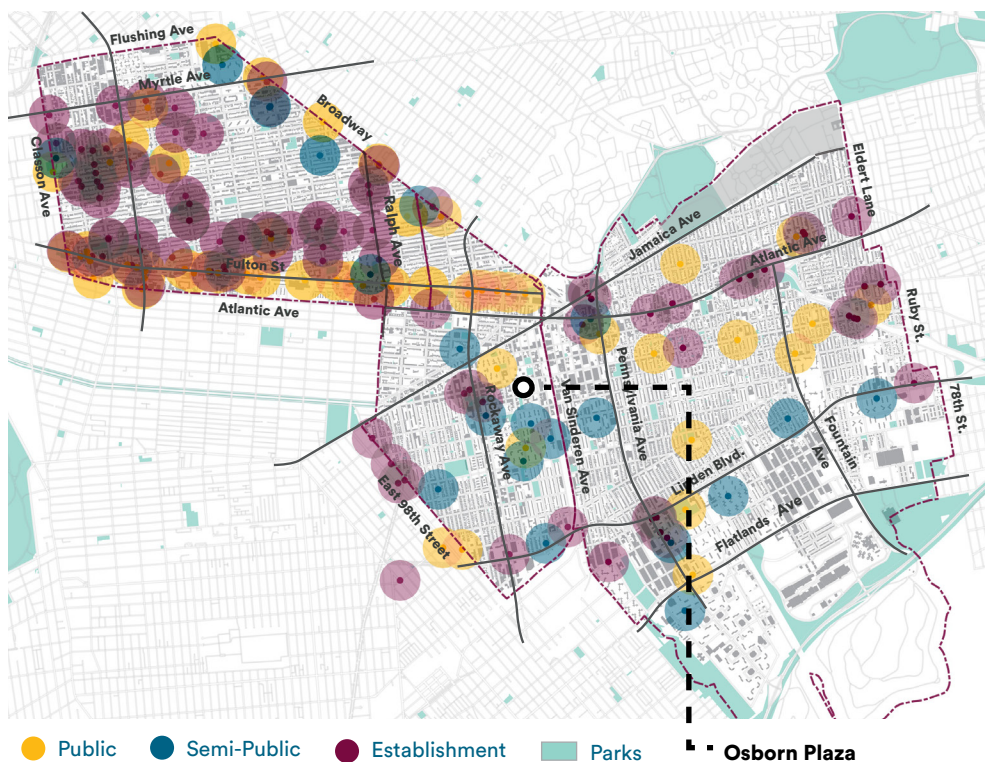 Flushing Ave
Myrtle Ave
Broadway
Classon Ave
Ralph Ave
Eldert Lane
Jamaica Ave
Atlantic Ave
Fulton St
Atlantic Ave
Ruby St.
Pennsylvania Ave
Van Sinderen Ave
Rockaway Ave
78th St.
Fountain
Ave
Linden Blvd.
East 98th Street
Flatlands Ave
Public
Semi-Public
Establishment
Parks
Osborn Plaza